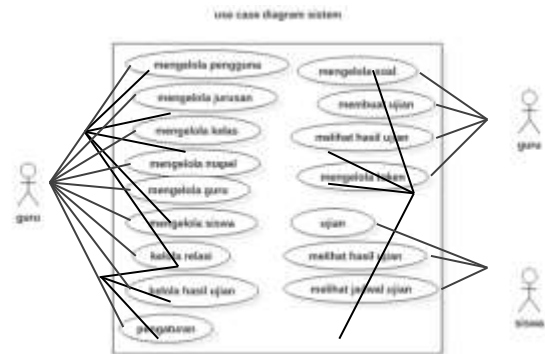 use case diagram sistem
mengelola pengguna
mengelola jurusan
mengelola kelas
mengelola mapel
mengelola guru
mengelola siswa
kelola relasi
kelola hasil ujian
pengaturan
guru
mengelola soal
membuat ujian
melihat hasil ujian
mengelola token
ujian
melihat hasil ujian
melihat jadwal ujian
guru
siswa